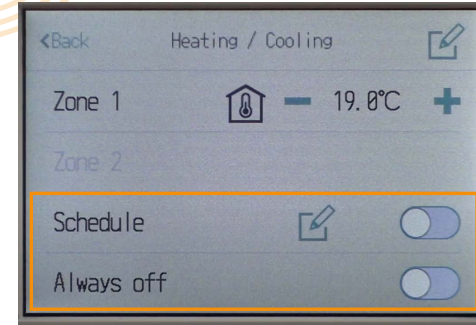 <Back Heating / Cooling
Zone 1 19.0°C
Zone 2
Schedule
Always off